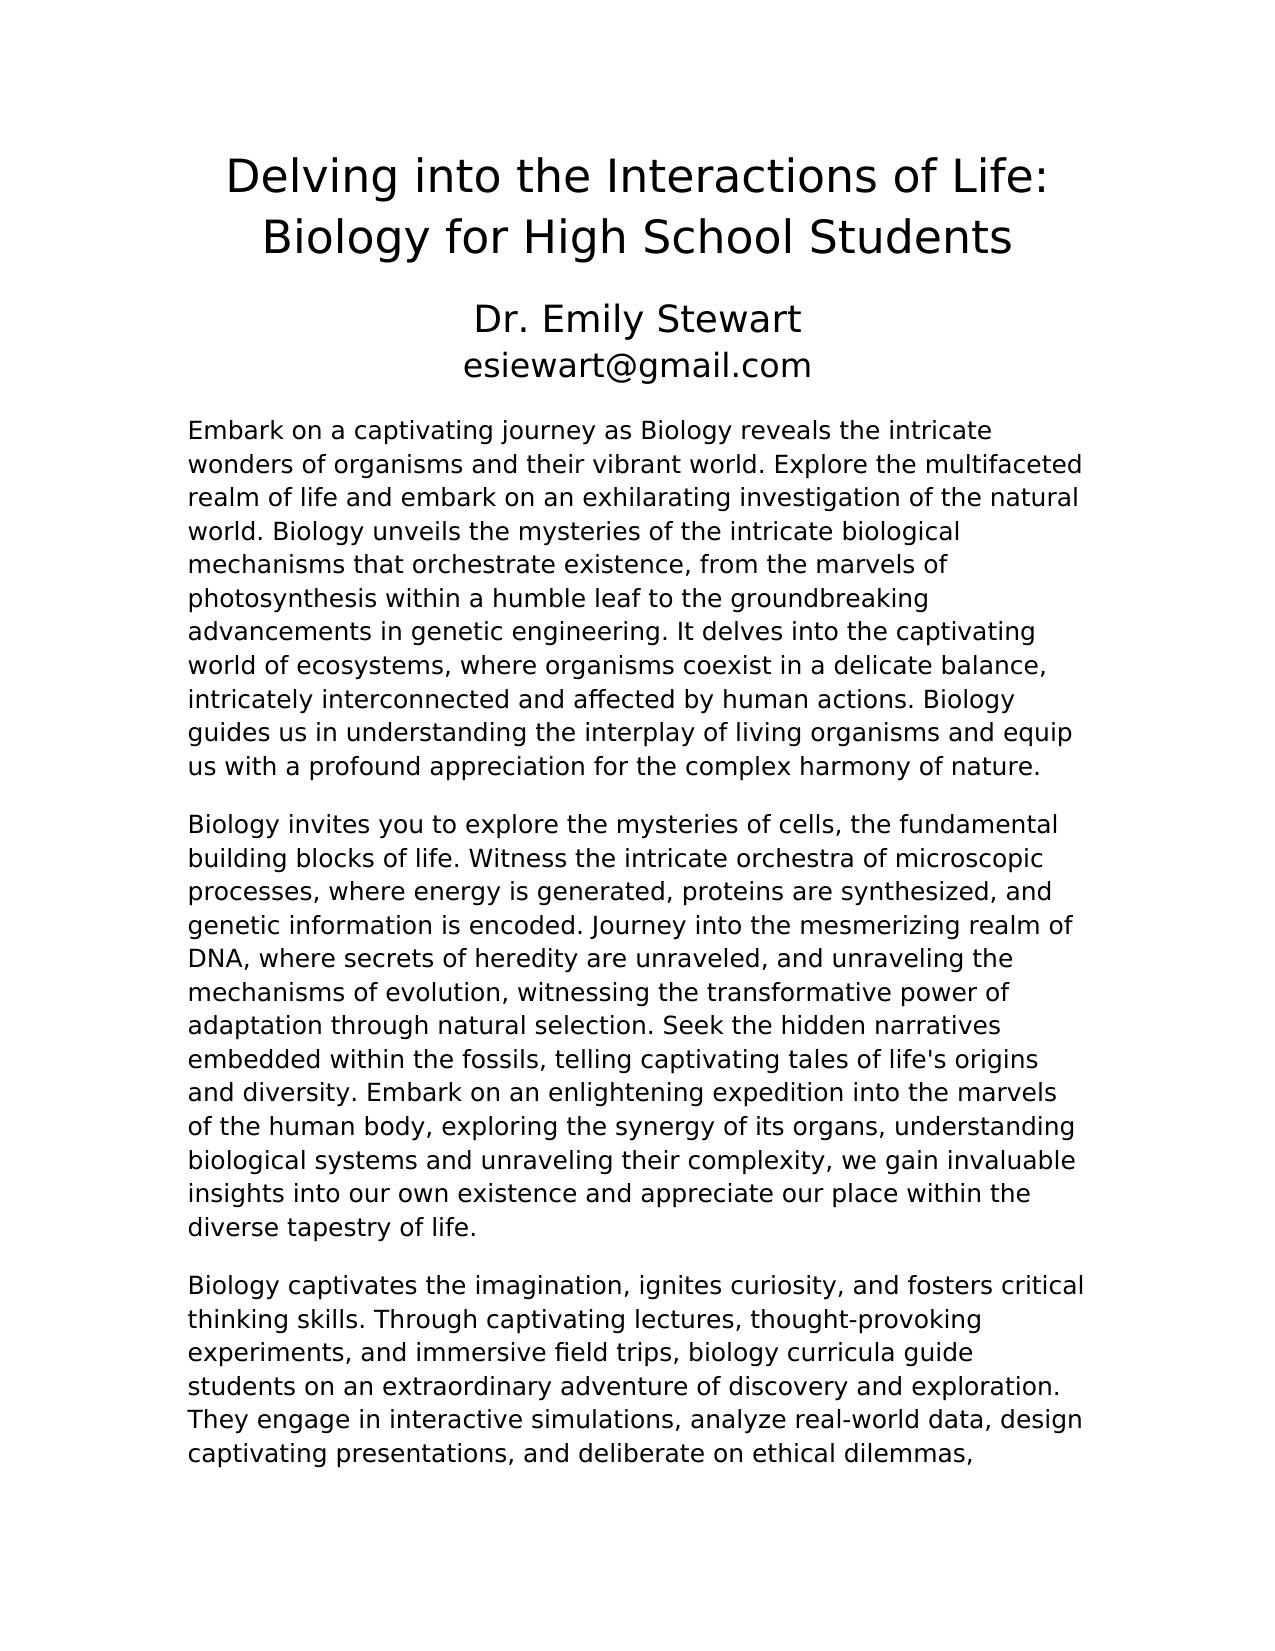 Delving into the Interactions of Life:
Biology for High School Students
Dr. Emily Stewart
esiewart@gmail.com
Embark on a captivating journey as Biology reveals the intricate
wonders of organisms and their vibrant world. Explore the multifaceted
realm of life and embark on an exhilarating investigation of the natural
world. Biology unveils the mysteries of the intricate biological
mechanisms that orchestrate existence, from the marvels of
photosynthesis within a humble leaf to the groundbreaking
advancements in genetic engineering. It delves into the captivating
world of ecosystems, where organisms coexist in a delicate balance,
intricately interconnected and affected by human actions. Biology
guides us in understanding the interplay of living organisms and equip
us with a profound appreciation for the complex harmony of nature.
Biology invites you to explore the mysteries of cells, the fundamental
building blocks of life. Witness the intricate orchestra of microscopic
processes, where energy is generated, proteins are synthesized, and
genetic information is encoded. Journey into the mesmerizing realm of
DNA, where secrets of heredity are unraveled, and unraveling the
mechanisms of evolution, witnessing the transformative power of
adaptation through natural selection. Seek the hidden narratives
embedded within the fossils, telling captivating tales of life's origins
and diversity. Embark on an enlightening expedition into the marvels
of the human body, exploring the synergy of its organs, understanding
biological systems and unraveling their complexity, we gain invaluable
insights into our own existence and appreciate our place within the
diverse tapestry of life.
Biology captivates the imagination, ignites curiosity, and fosters critical
thinking skills. Through captivating lectures, thought-provoking
experiments, and immersive field trips, biology curricula guide
students on an extraordinary adventure of discovery and exploration.
They engage in interactive simulations, analyze real-world data, design
captivating presentations, and deliberate on ethical dilemmas,